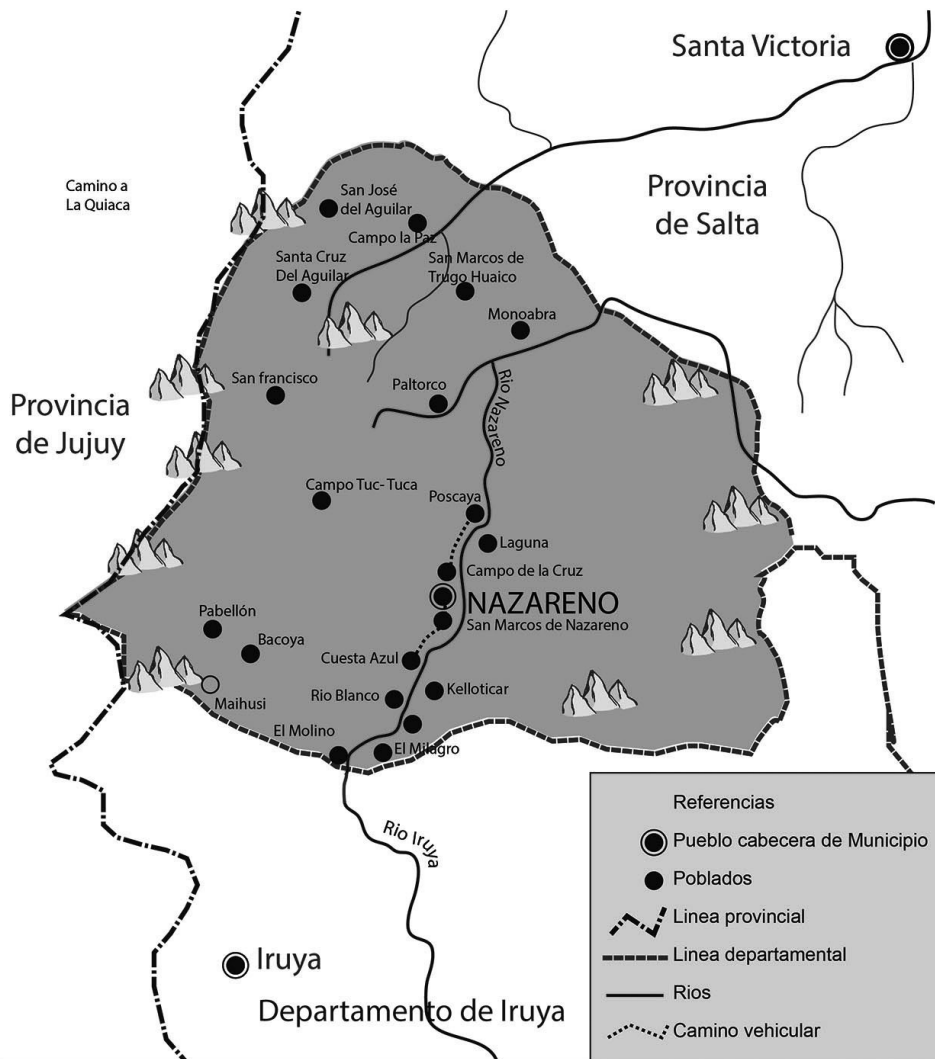 Santa Victoria
Camino a
La Quiaca
Provincia
de Salta
San José
del Aguilar
Campo la Paz
Santa Cruz
Del Aguilar
San Marcos de
Trugo Huaico
Monoabra
San francisco
Paltorco
Rio Nazareno
Provincia
de Jujuy
Campo Tuc-Tuca
Poscaya
Laguna
Campo de la Cruz
NAZARENO
San Marcos de Nazareno
Pabellón
Bacoya
Cuesta Azul
Maihusi
Rio Blanco
Kelloticar
El Molino
El Milagro
Rio Iruya
Iruya
Departamento de Iruya
Referencias
Pueblo cabecera de Municipio
Poblados
Linea provincial
Linea departamental
Rios
Camino vehicular